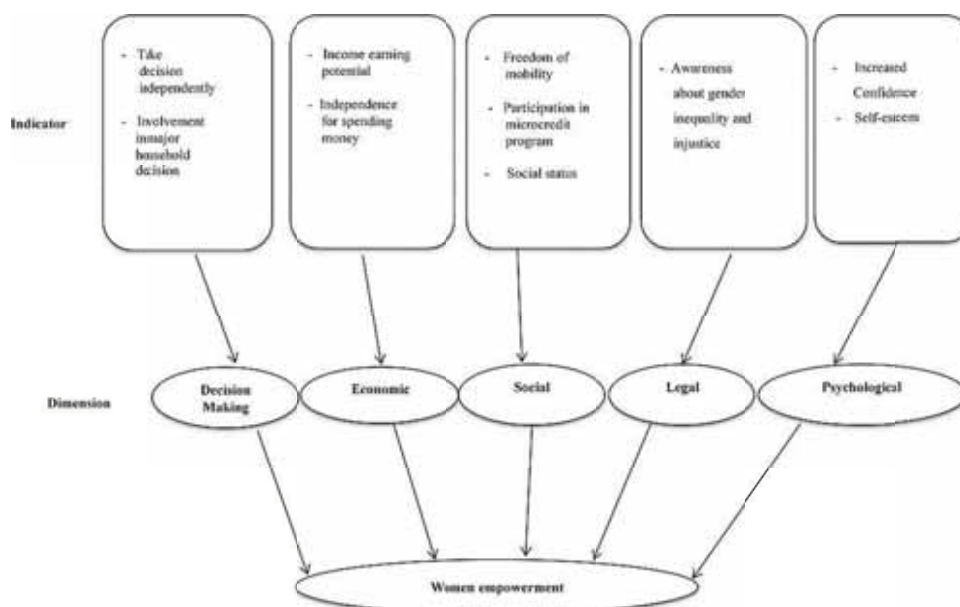 Indicator
- Take
decision
independently
- Involvement
inmajor
household
decision
- Income earning
potential
- Independence
for spending
money
- Freedom of
mobility
- Participation in
microcredit
program
- Social status
- Awareness
about gender
inequality and
injustice
- Increased
Confidence
- Self-esceem
Dimension
Decision
Making
Economic
Social
Legal
Psychological
Women empowerment